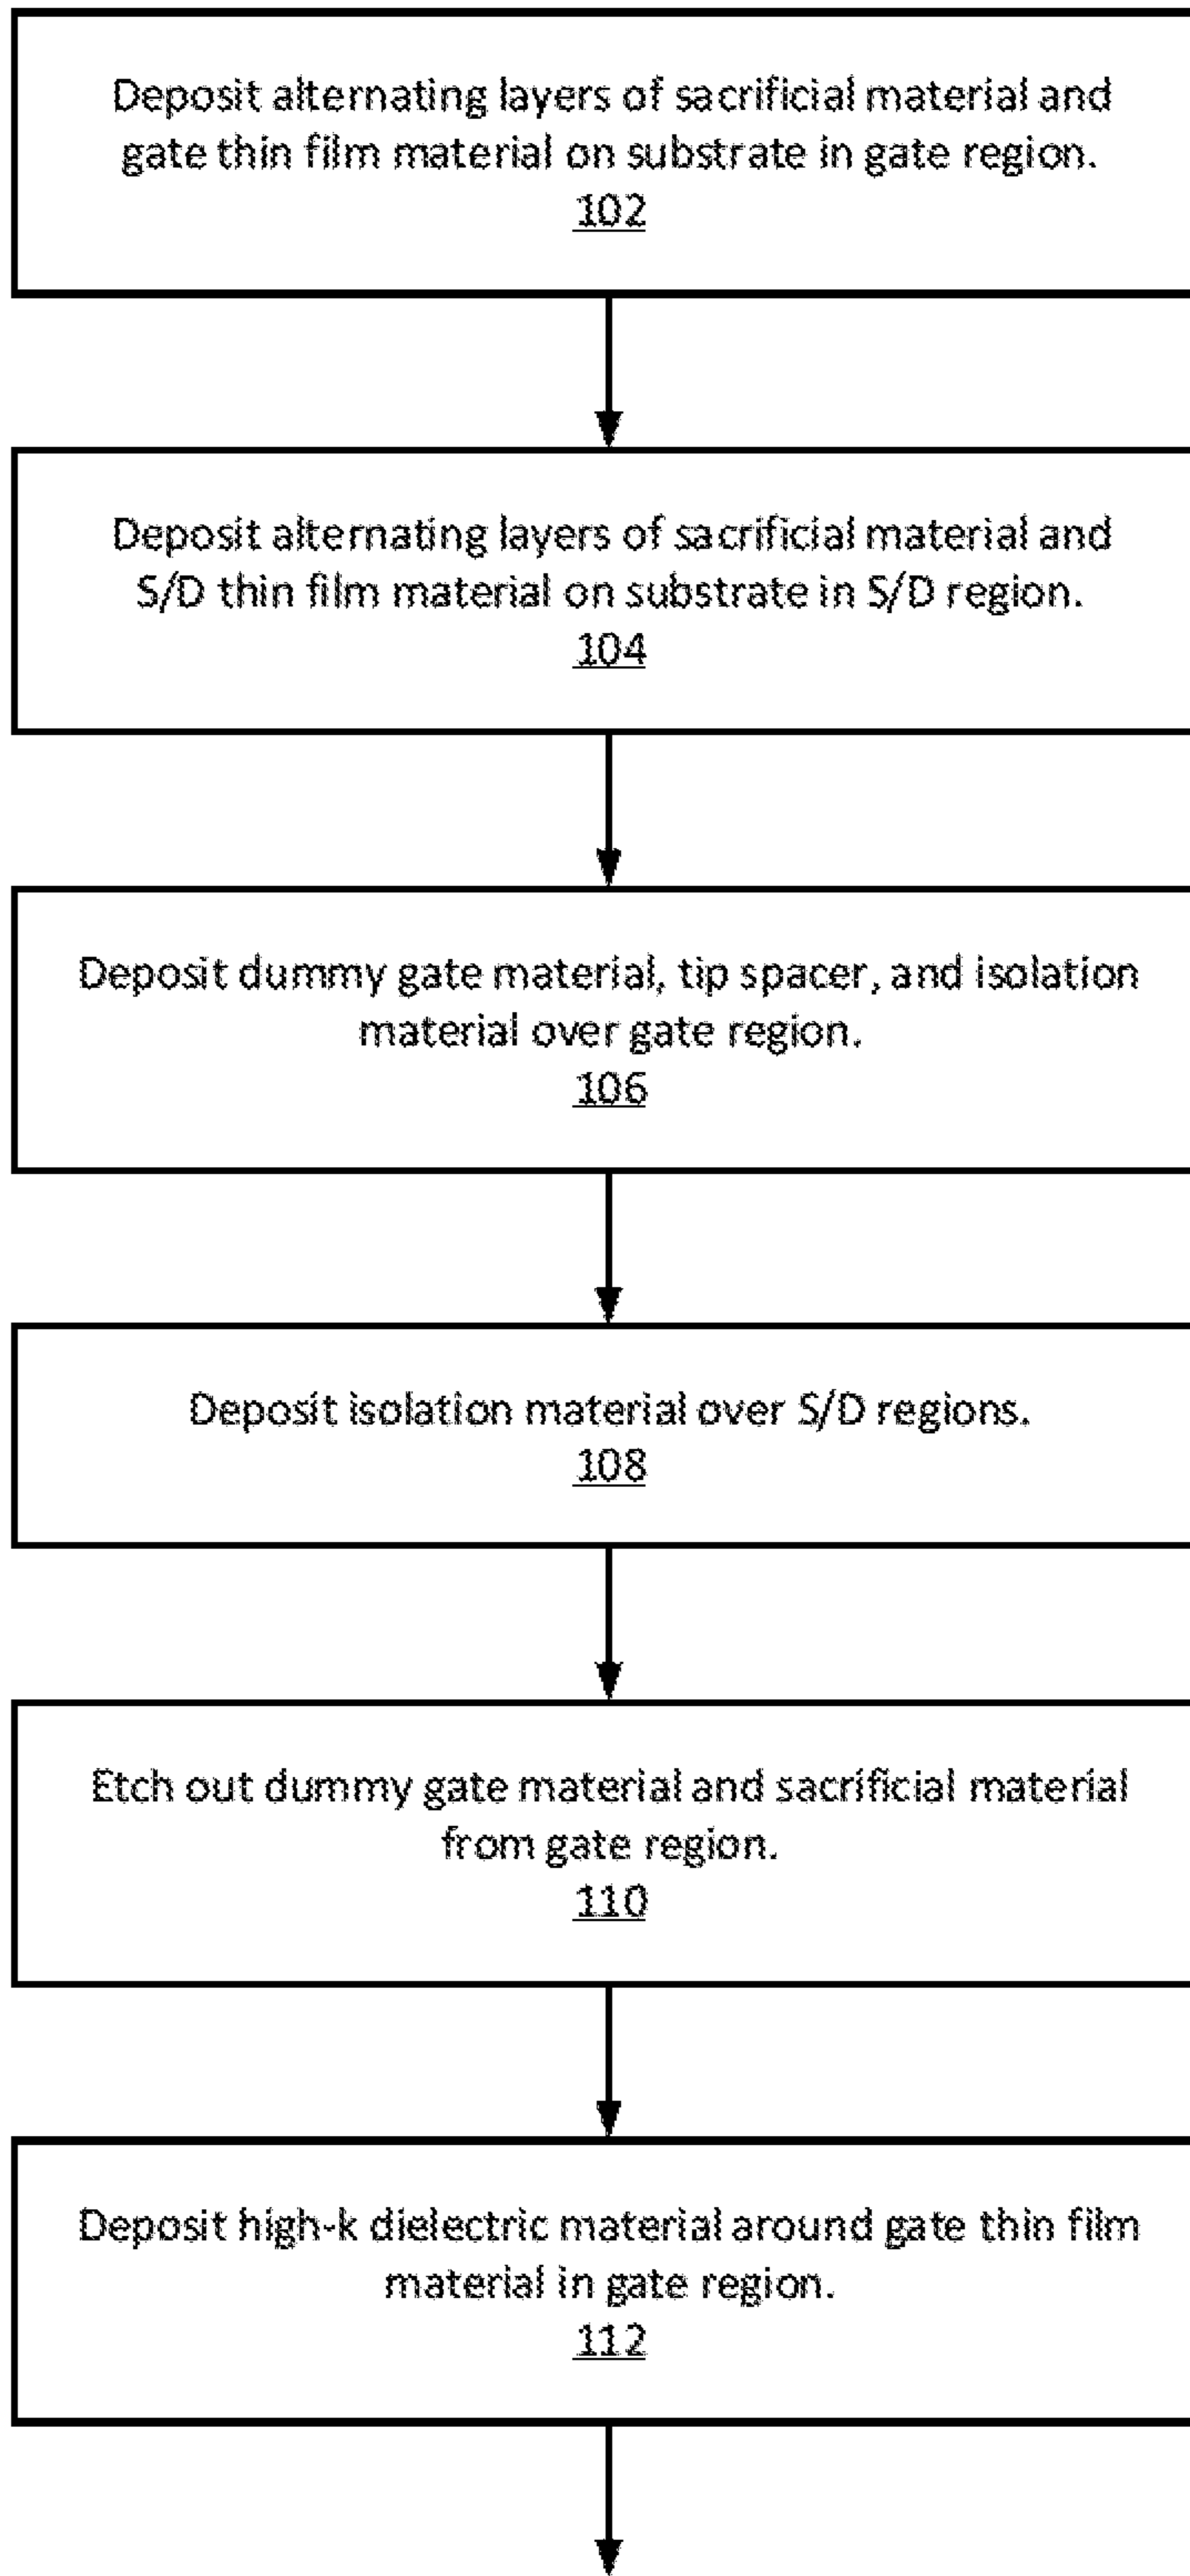 Deposit alternating layers of sacrificial material and
gate thin film material on substrate in gate region.
102
Deposit alternating layers of sacrificial material and
S/D thin film material on substrate in S/D region.
104
Deposit dummy gate material, tip spacer, and isolation
material over gate region.
106
Deposit isolation material over S/D regions.
108
Etch out dummy gate material and sacrificial material
from gate region.
110
Deposit high-k dielectric material around gate thin film
material in gate region.
112